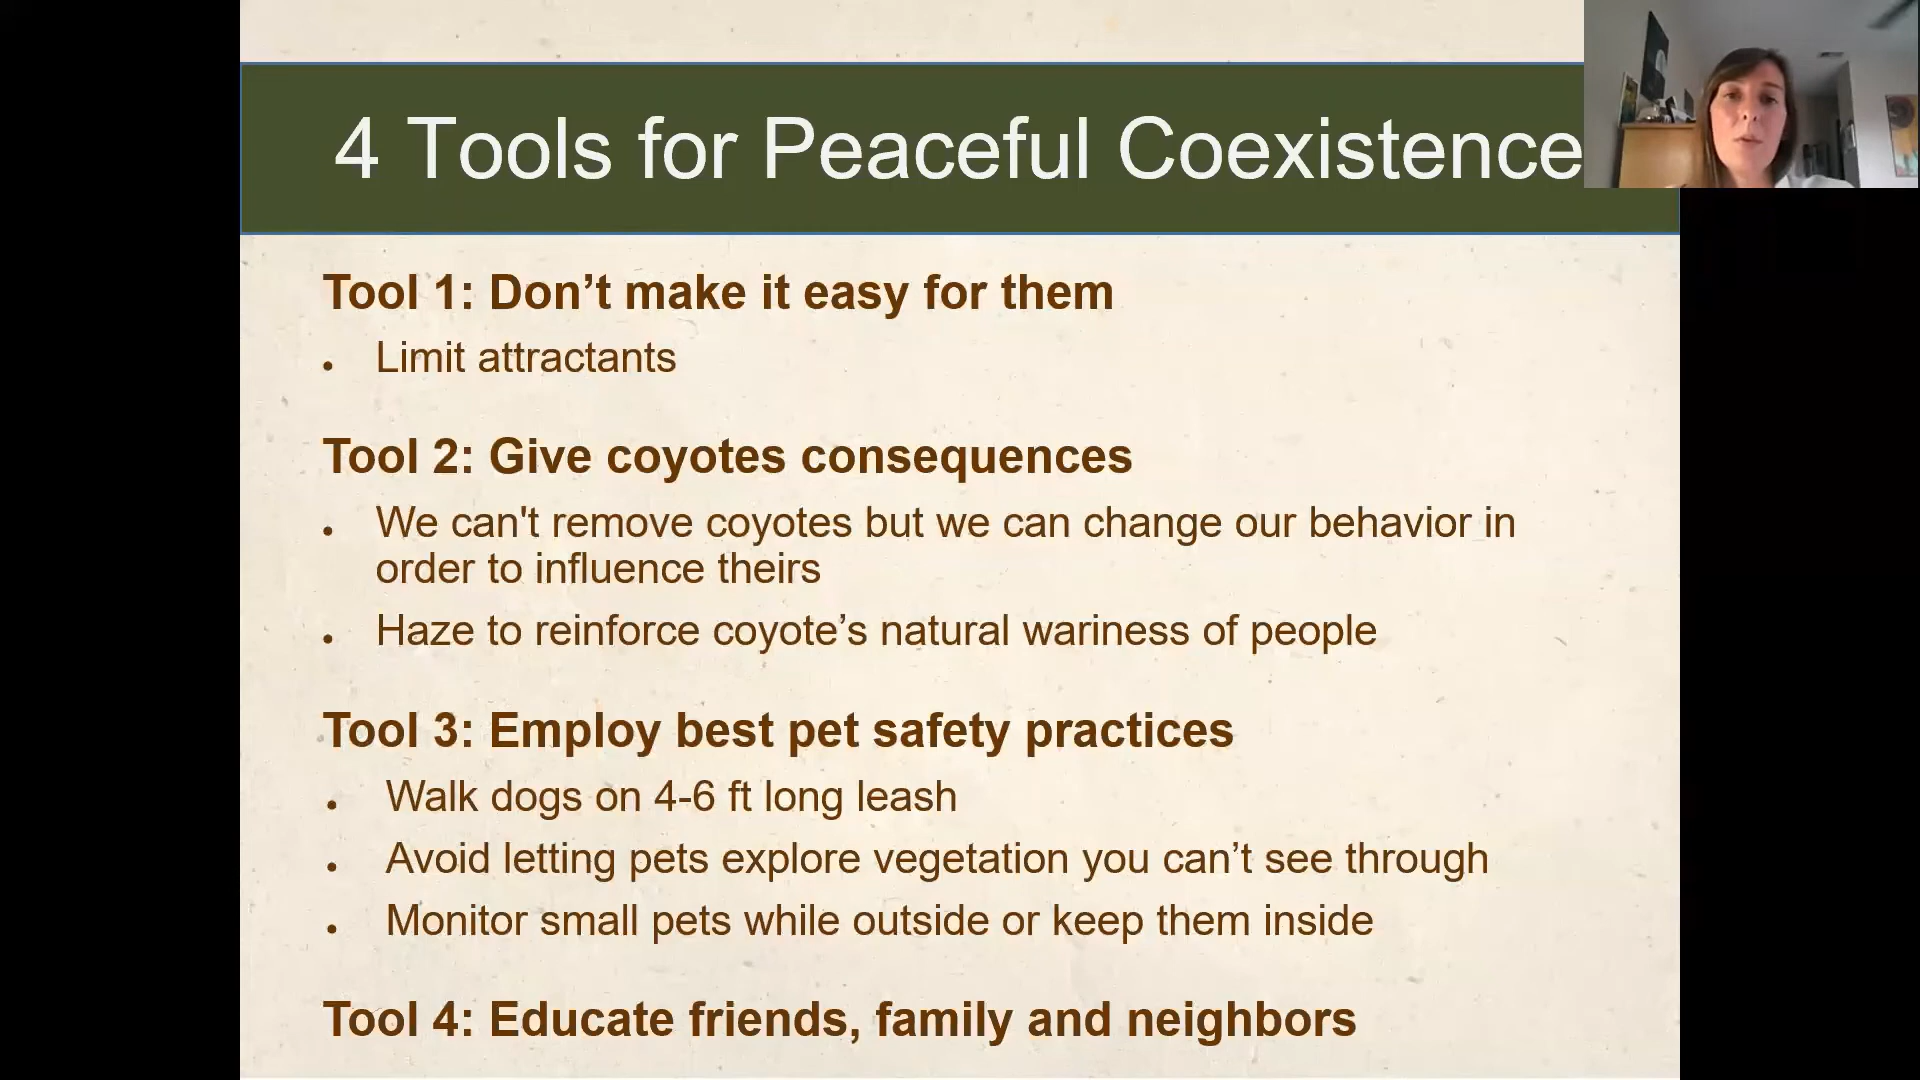 4 Tools for Peaceful Coexistence
Tool 1: Don’t make it easy for them
• Limit attractants
Tool 2: Give coyotes consequences
• We can't remove coyotes but we can change our behavior in
order to influence theirs
• Haze to reinforce coyote’s natural wariness of people
Tool 3: Employ best pet safety practices
• Walk dogs on 4-6 ft long leash
• Avoid letting pets explore vegetation you can’t see through
• Monitor small pets while outside or keep them inside
Tool 4: Educate friends, family and neighbors